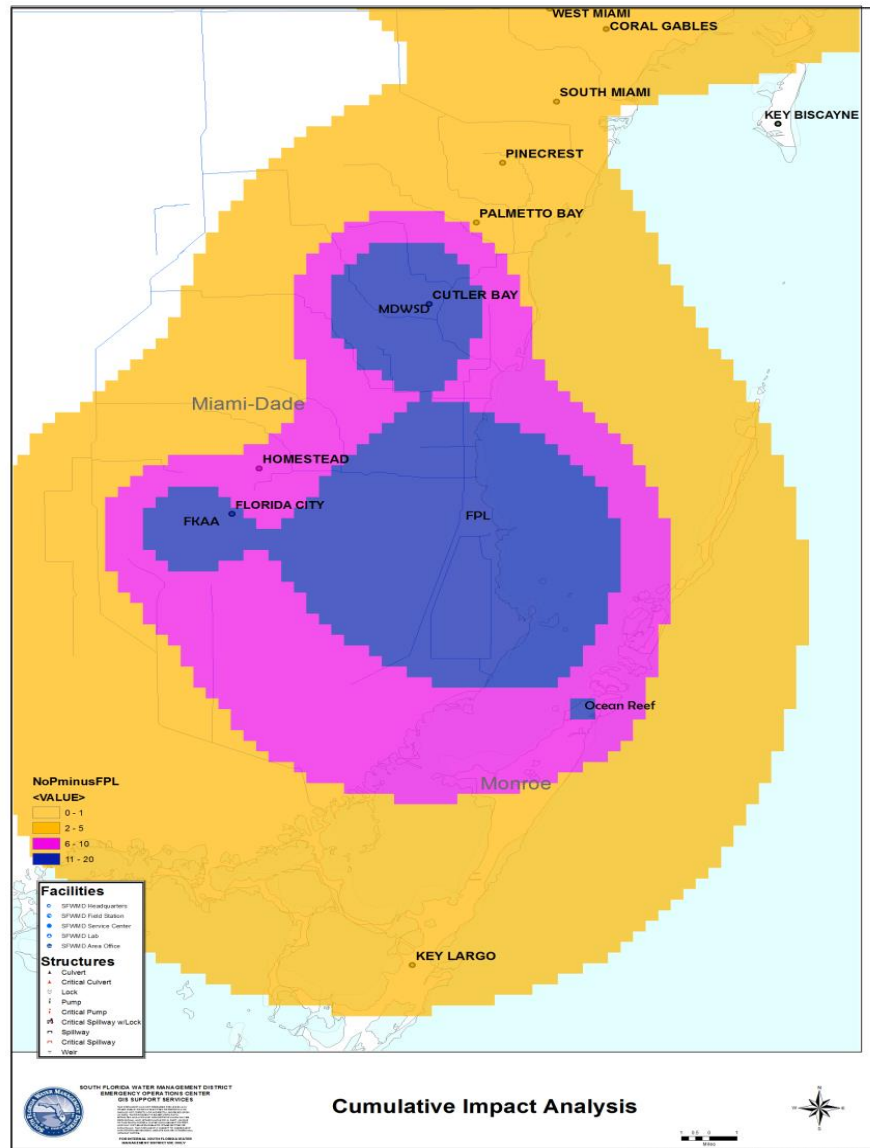 WEST MIAMI
CORAL GABLES
SOUTH MIAMI
KEY BISCAYNE
PINECREST
PALMETTO BAY
CUTLER BAY
MDWSD
Miami-Dade
HOMESTEAD
FLORIDA CITY
FKAA
FPL
Ocean Reef
Monroe
NoPminusFPL
<VALUE>
0 - 1
2 - 5
6 - 10
11 - 20
Facilities
SFWMD Headquarters
SFWMD Field Station
SFWMD Service Center
SFWMD Lab
SFWMD Area Office
Structures
Culvert
Critical Culvert
Lock
Pump
Critical Pump
Critical Spillway w/Lock
Spillway
Critical Spillway
Weir
KEY LARGO
SOUTH FLORIDA WATER MANAGEMENT DISTRICT
EMERGENCY OPERATIONS CENTER
GIS SUPPORT SERVICES
Cumulative Impact Analysis
N
W
E
S
Miles